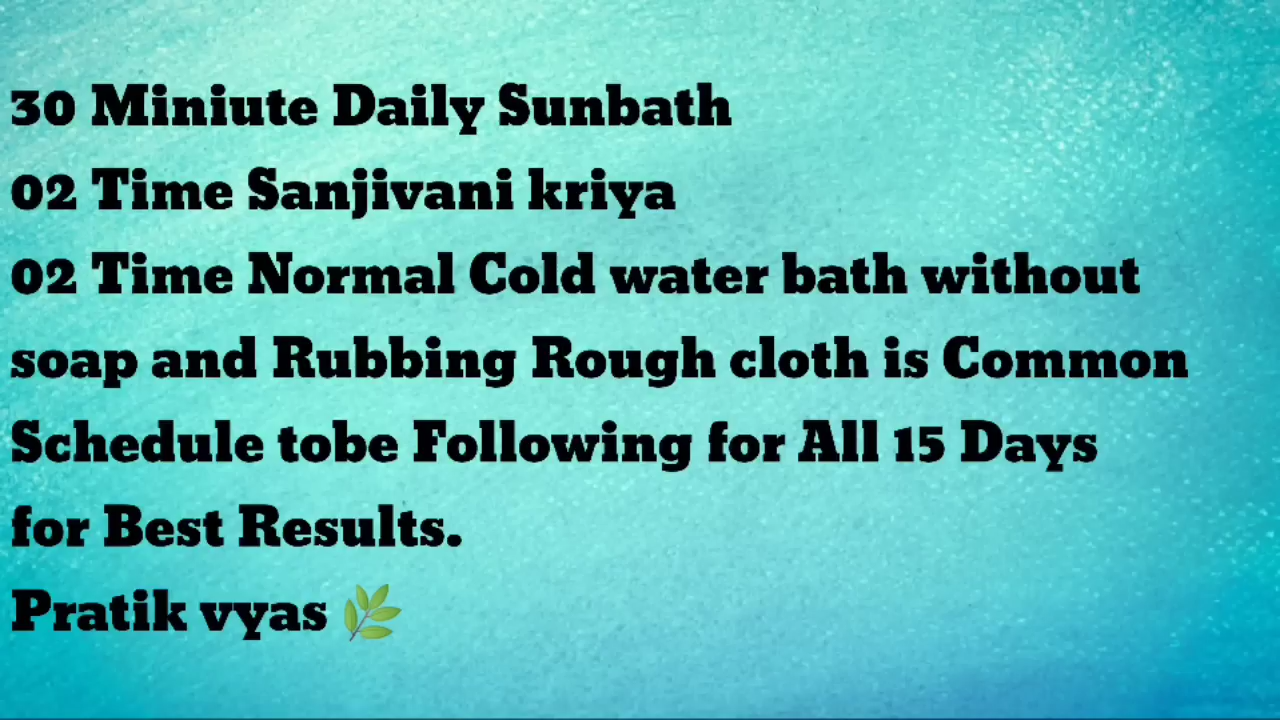 30 Miniute Daily Sunbath
02 Time Sanjivani kriya
02 Time Normal Cold water bath without
soap and Rubbing Rough cloth is Common
Schedule tobe Following for All 15 Days
for Best Results.
Pratik vyas 🌿